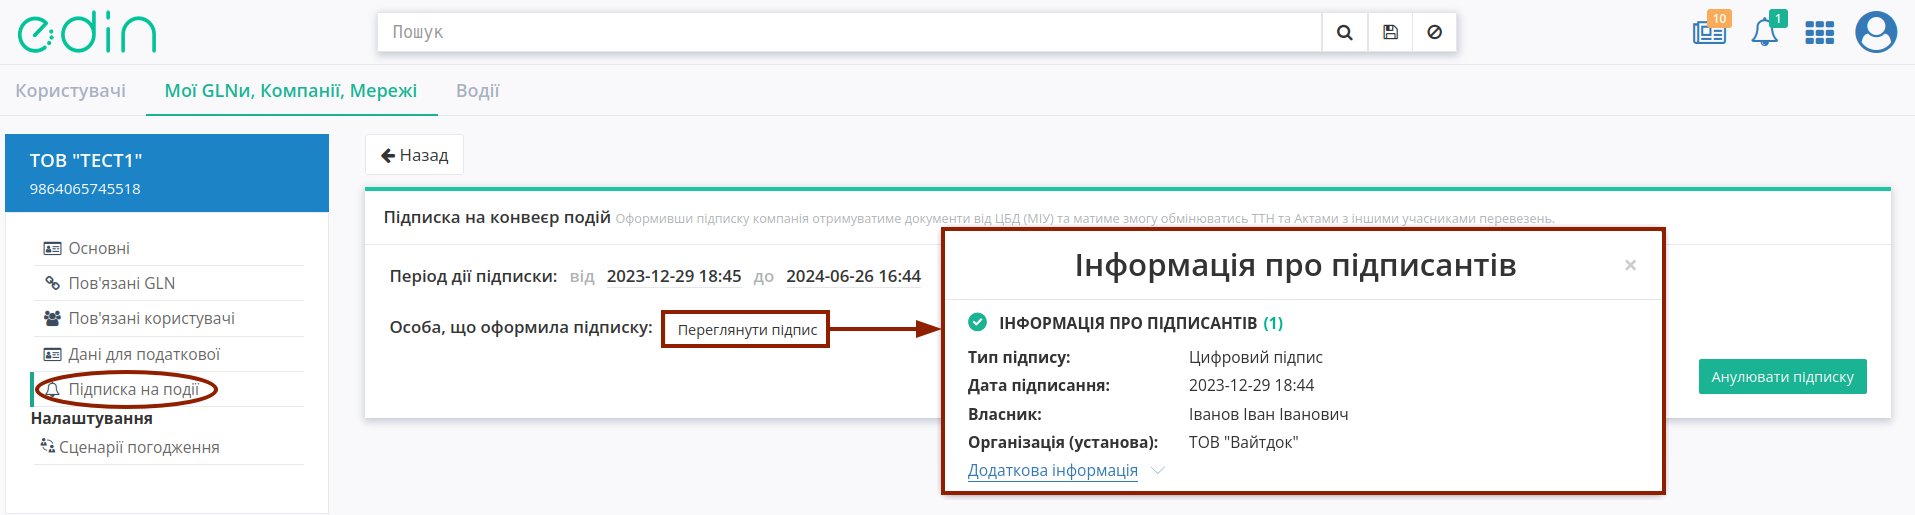 edin
Пошук
10
1
Користувачі
Мої GLNи, Компанії, Мережі
Водії
ТОВ "ТЕСТ1"
9864065745518
Основні
Пов'язані GLN
Пов'язані користувачі
Дані для податкової
Підписка на події
Налаштування
Сценарії погодження
Назад
Підписка на конвеєр подій Оформивши підписку компанія отримуватиме документи від ЦБД (МІУ) та матиме змогу обмінюватись ТТН та Актами з іншими учасниками перевезень.
Період дії підписки: від 2023-12-29 18:45 до 2024-06-26 16:44
Особа, що оформила підписку: Переглянути підпис
Інформація про підписантів
×
ІНФОРМАЦІЯ ПРО ПІДПИСАНТІВ (1)
Тип підпису: Цифровий підпис
Дата підписання: 2023-12-29 18:44
Власник: Іванов Іван Іванович
Організація (установа): ТОВ "Вайтдок"
Додаткова інформація
Анулювати підписку